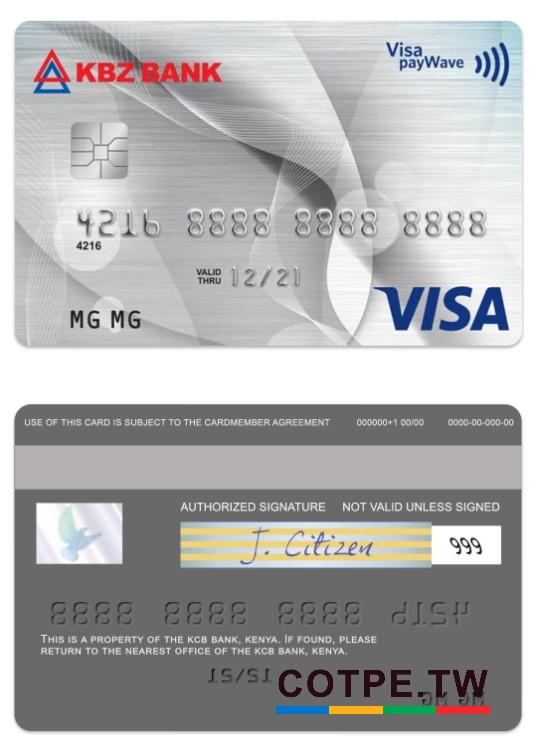 KBZ BANK
Visa
payWave
4216 8888 8888 8888
4216
VALID
THRU 12/21
MG MG
VISA
USE OF THIS CARD IS SUBJECT TO THE CARDMEMBER AGREEMENT 000000+1 00/00 0000-00-000-00
AUTHORIZED SIGNATURE NOT VALID UNLESS SIGNED
J. Citizen 999
8888 8888 8888 4216
THIS IS A PROPERTY OF THE KCB BANK, KENYA. IF FOUND, PLEASE
RETURN TO THE NEAREST OFFICE OF THE KCB BANK, KENYA.
12/21
COTPE.TW
MG MG